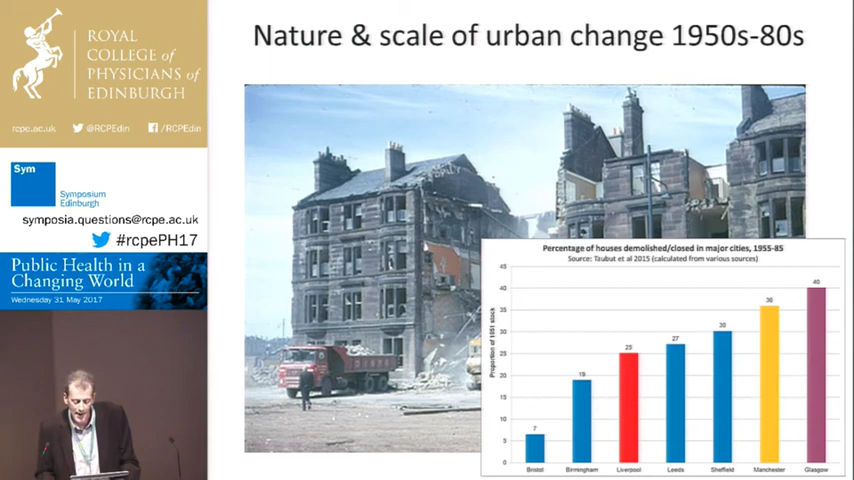 ROYAL
COLLEGE of
PHYSICIANS of
EDINBURGH
rcpe.ac.uk
@RCPEdin
/RCPEdin
Sym
Symposium
Edinburgh
symposia.questions@rcpe.ac.uk
#rcpePH17
Public Health in a
Changing World
Wednesday 31 May 2017
Nature & scale of urban change 1950s-80s
Percentage of houses demolished/closed in major cities, 1955-85
Source: Taubut et al 2015 (calculated from various sources)
Proportion of 1951 stock
45
40
35
30
25
20
15
10
5
0
7
19
25
27
30
36
40
Bristol
Birmingham
Liverpool
Leeds
Sheffield
Manchester
Glasgow